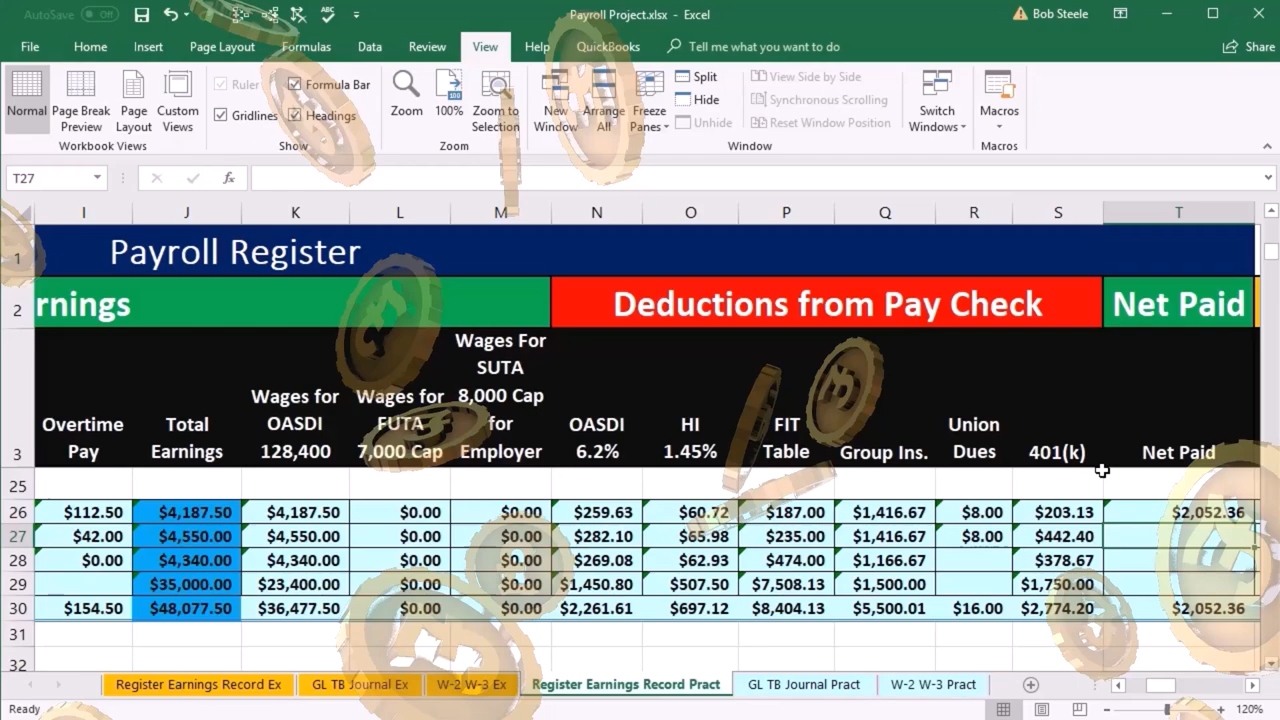 AutoSave Off Payroll Project.xlsx - Excel Bob Steele
File Home Insert Page Layout Formulas Data Review View Help QuickBooks Tell me what you want to do Share
Normal Page Break Preview Page Layout Custom Views
Workbook Views
Ruler Formula Bar
Gridlines Headings
Show
Zoom 100% Zoom to Selection
Zoom
New Window Arrange All Freeze Panes
Split View Side by Side
Hide Synchronous Scrolling
Unhide Reset Window Position
Switch Windows
Window
Macros
Macros
T27 fx
I J K L M N O P Q R S T
1 Payroll Register
2 rnings Deductions from Pay Check Net Paid
Wages For
SUTA
Wages for Wages for 8,000 Cap
Overtime Total OASDI FUTA for OASDI HI FIT Union
3 Pay Earnings 128,400 7,000 Cap Employer 6.2% 1.45% Table Group Ins. Dues 401(k) Net Paid
25
26 $112.50 $4,187.50 $4,187.50 $0.00 $0.00 $259.63 $60.72 $187.00 $1,416.67 $8.00 $203.13 $2,052.36
27 $42.00 $4,550.00 $4,550.00 $0.00 $0.00 $282.10 $65.98 $235.00 $1,416.67 $8.00 $442.40
28 $0.00 $4,340.00 $4,340.00 $0.00 $0.00 $269.08 $62.93 $474.00 $1,166.67 $378.67
29 $35,000.00 $23,400.00 $0.00 $0.00 $1,450.80 $507.50 $7,508.13 $1,500.00 $1,750.00
30 $154.50 $48,077.50 $36,477.50 $0.00 $0.00 $2,261.61 $697.12 $8,404.13 $5,500.01 $16.00 $2,774.20 $2,052.36
31
32
Register Earnings Record Ex GL TB Journal Ex W-2 W-3 Ex Register Earnings Record Pract GL TB Journal Pract W-2 W-3 Pract
Ready 120%